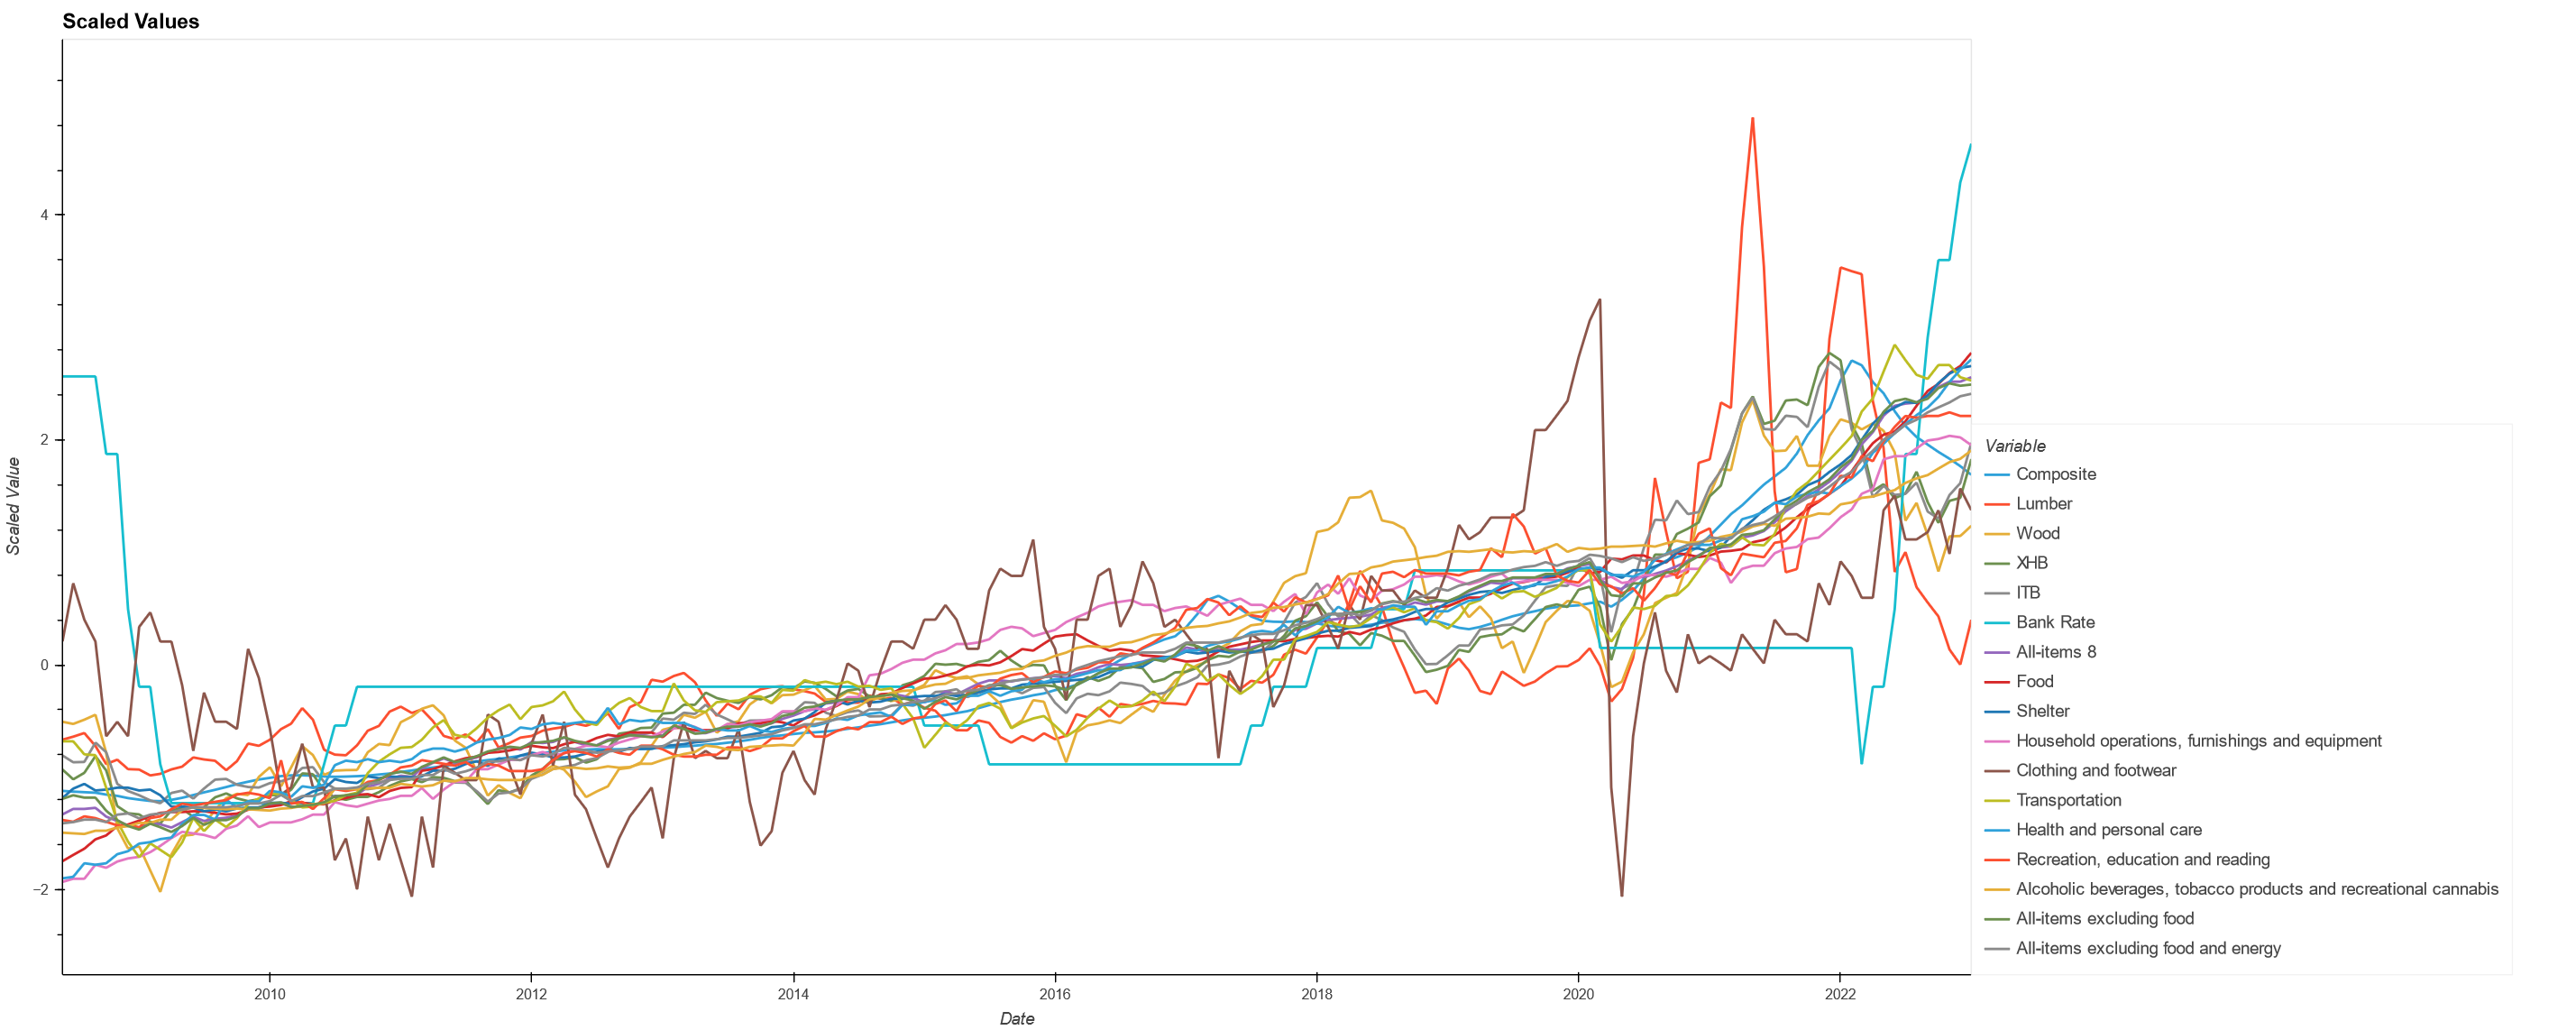 Scaled Values
Scaled Value
4
2
0
−2
2010
2012
2014
2016
2018
2020
2022
Date
Variable
Composite
Lumber
Wood
XHB
ITB
Bank Rate
All-items 8
Food
Shelter
Household operations, furnishings and equipment
Clothing and footwear
Transportation
Health and personal care
Recreation, education and reading
Alcoholic beverages, tobacco products and recreational cannabis
All-items excluding food
All-items excluding food and energy